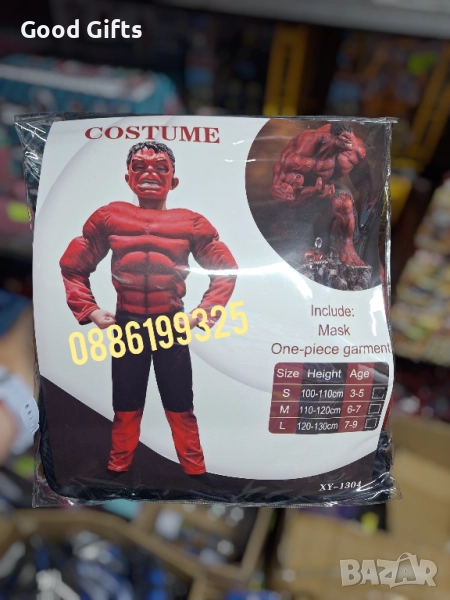 Good Gifts
COSTUME
0886199325
Include:
Mask
One-piece garment
Size Height Age
S 100-110cm 3-5
M 110-120cm 6-7
L 120-130cm 7-9
XY-1304
BAZAR